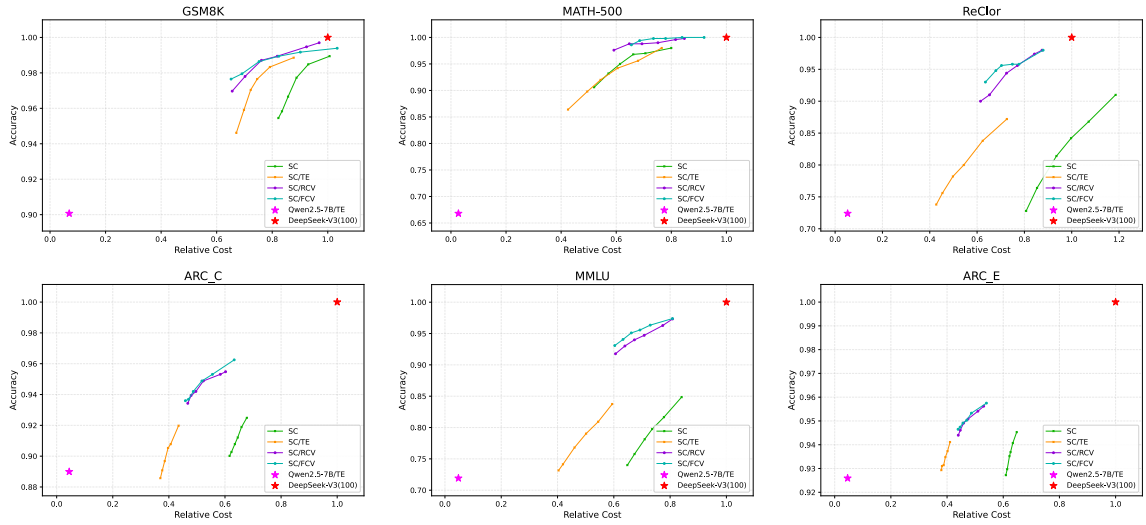 GSM8K
Accuracy
1.00
0.98
0.96
0.94
0.92
0.90
0.0
0.2
0.4
0.6
0.8
1.0
Relative Cost
SC
SC/TE
SC/RCV
SC/FCV
Qwen2.5-7B/TE
DeepSeek-V3(100)
MATH-500
Accuracy
1.00
0.95
0.90
0.85
0.80
0.75
0.70
0.65
0.0
0.2
0.4
0.6
0.8
1.0
Relative Cost
SC
SC/TE
SC/RCV
SC/FCV
Qwen2.5-7B/TE
DeepSeek-V3(100)
ReClor
Accuracy
1.00
0.95
0.90
0.85
0.80
0.75
0.70
0.0
0.2
0.4
0.6
0.8
1.0
1.2
Relative Cost
SC
SC/TE
SC/RCV
SC/FCV
Qwen2.5-7B/TE
DeepSeek-V3(100)
ARC_C
Accuracy
1.00
0.98
0.96
0.94
0.92
0.90
0.88
0.0
0.2
0.4
0.6
0.8
1.0
Relative Cost
SC
SC/TE
SC/RCV
SC/FCV
Qwen2.5-7B/TE
DeepSeek-V3(100)
MMLU
Accuracy
1.00
0.95
0.90
0.85
0.80
0.75
0.70
0.0
0.2
0.4
0.6
0.8
1.0
Relative Cost
SC
SC/TE
SC/RCV
SC/FCV
Qwen2.5-7B/TE
DeepSeek-V3(100)
ARC_E
Accuracy
1.00
0.99
0.98
0.97
0.96
0.95
0.94
0.93
0.92
0.0
0.2
0.4
0.6
0.8
1.0
Relative Cost
SC
SC/TE
SC/RCV
SC/FCV
Qwen2.5-7B/TE
DeepSeek-V3(100)